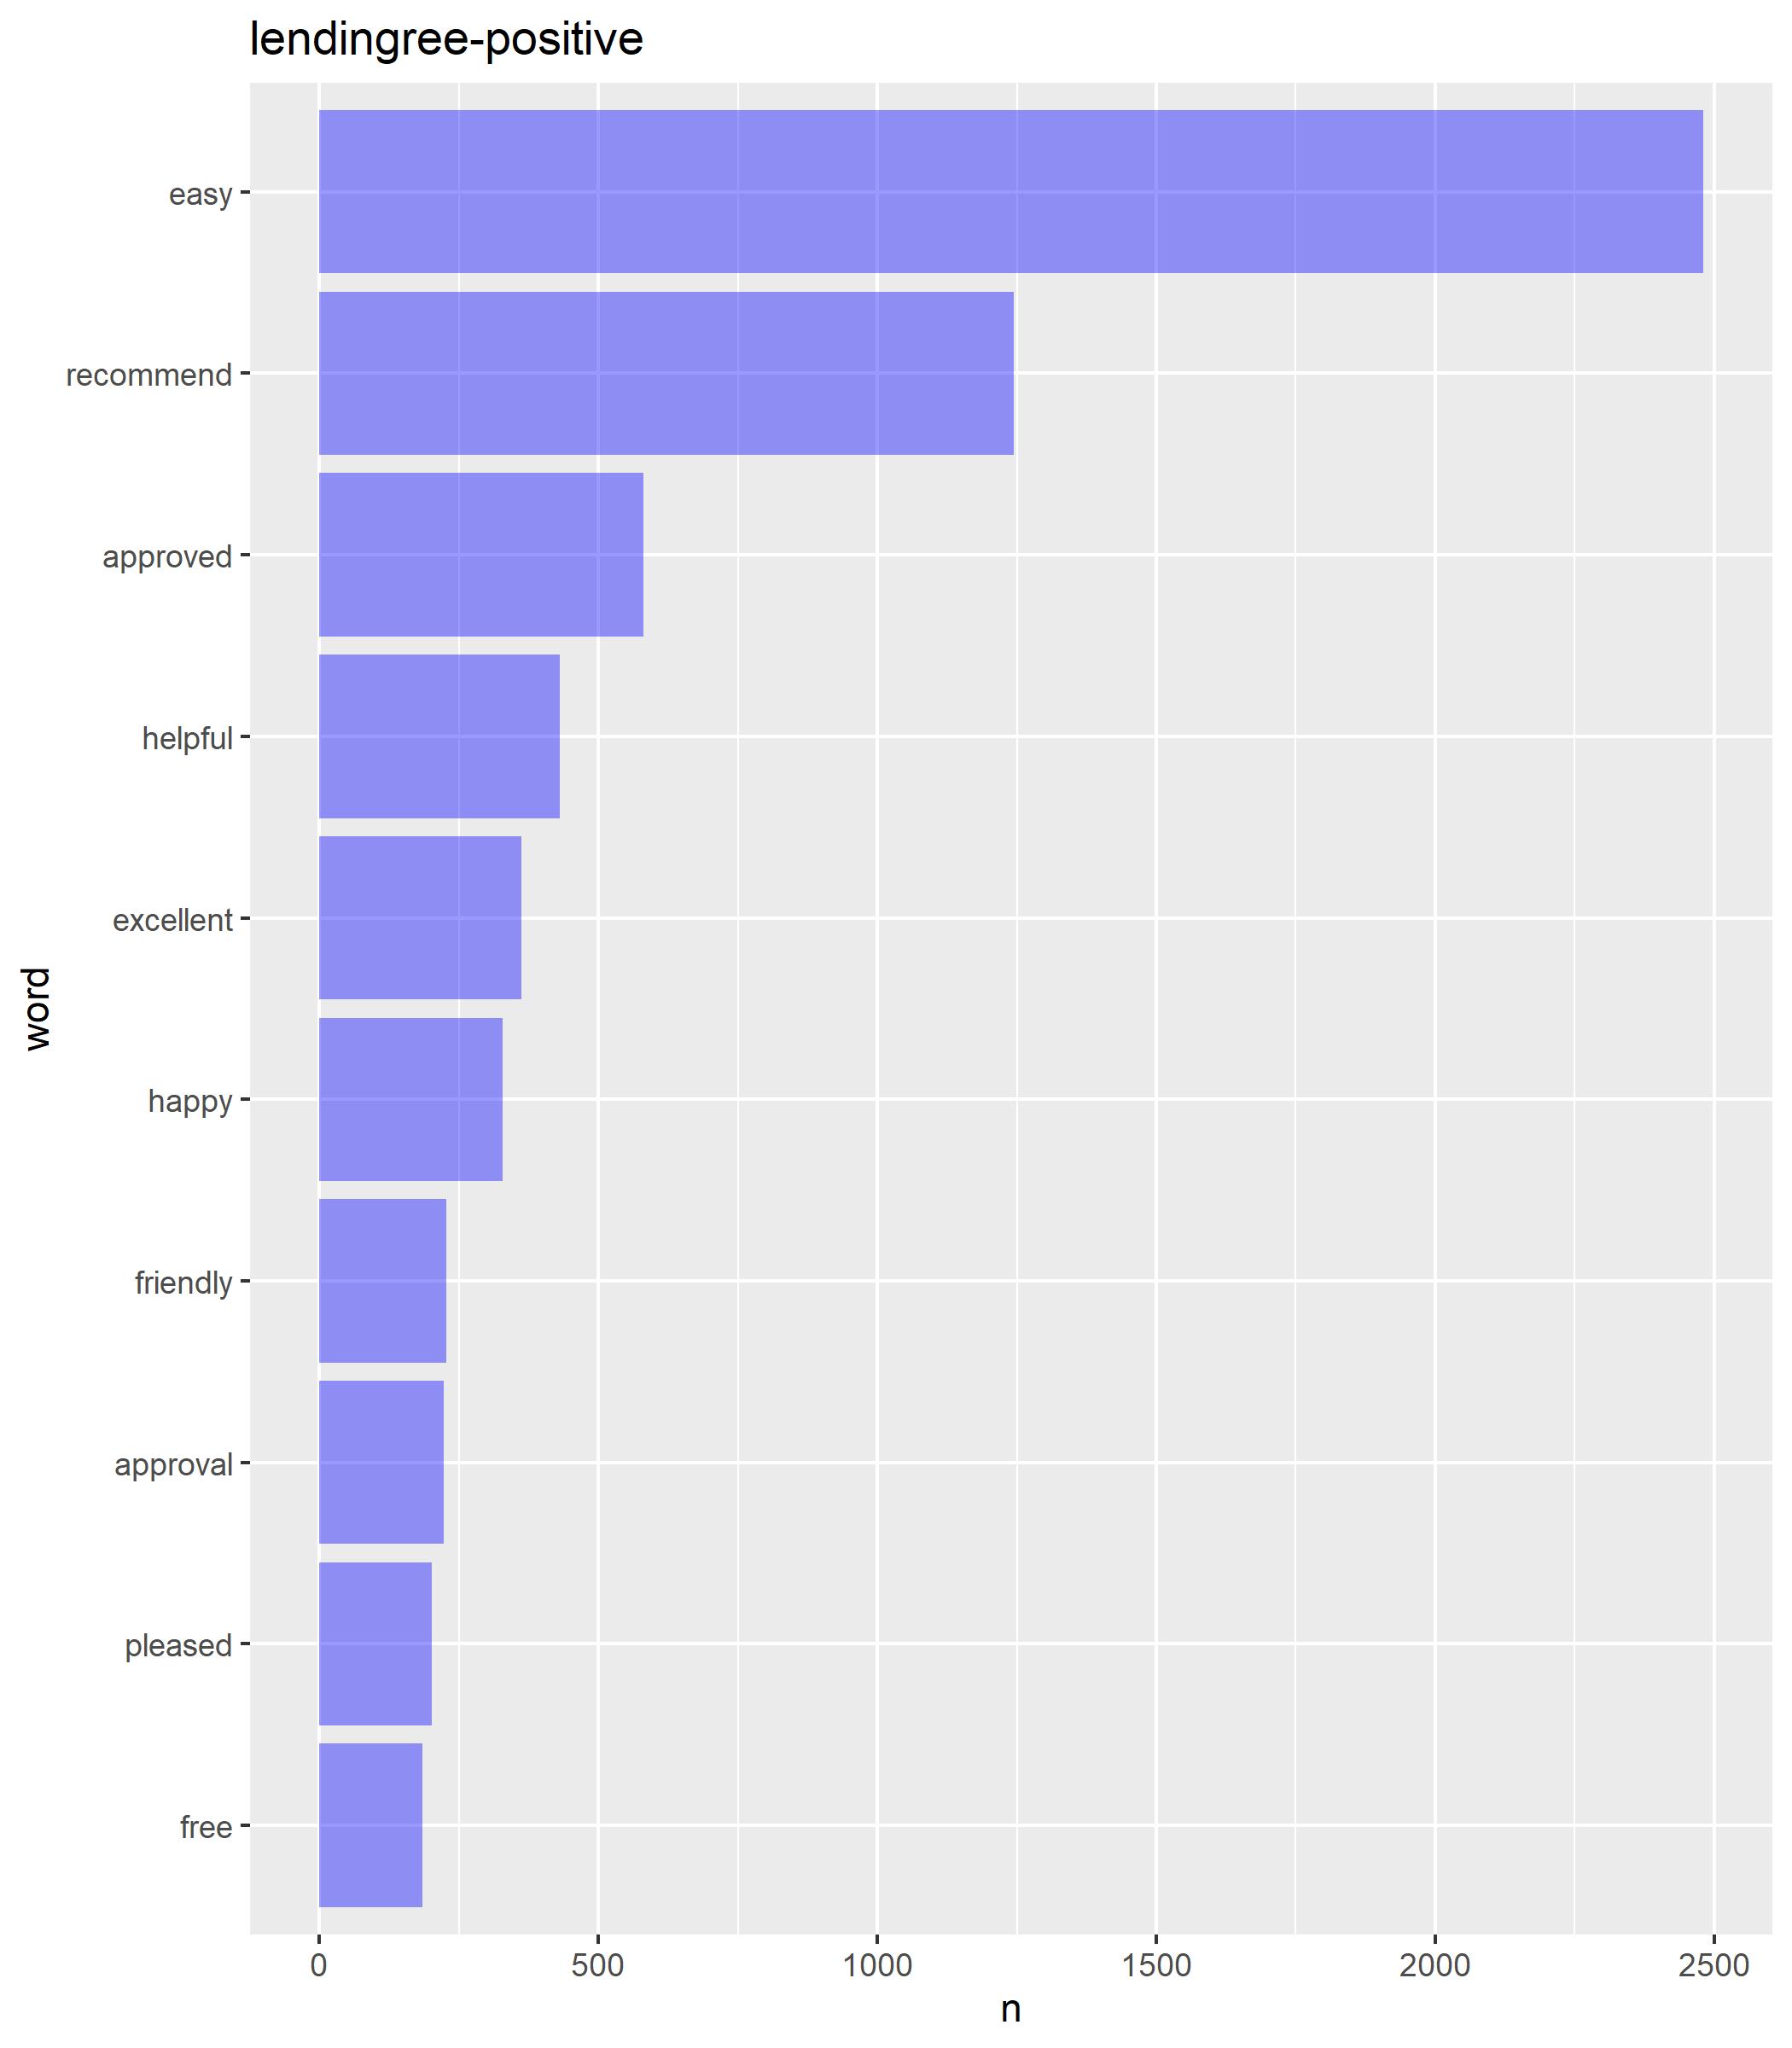 lendingree-positive
easy
recommend
approved
helpful
excellent
happy
friendly
approval
pleased
free
word
0 500 1000 1500 2000 2500
n